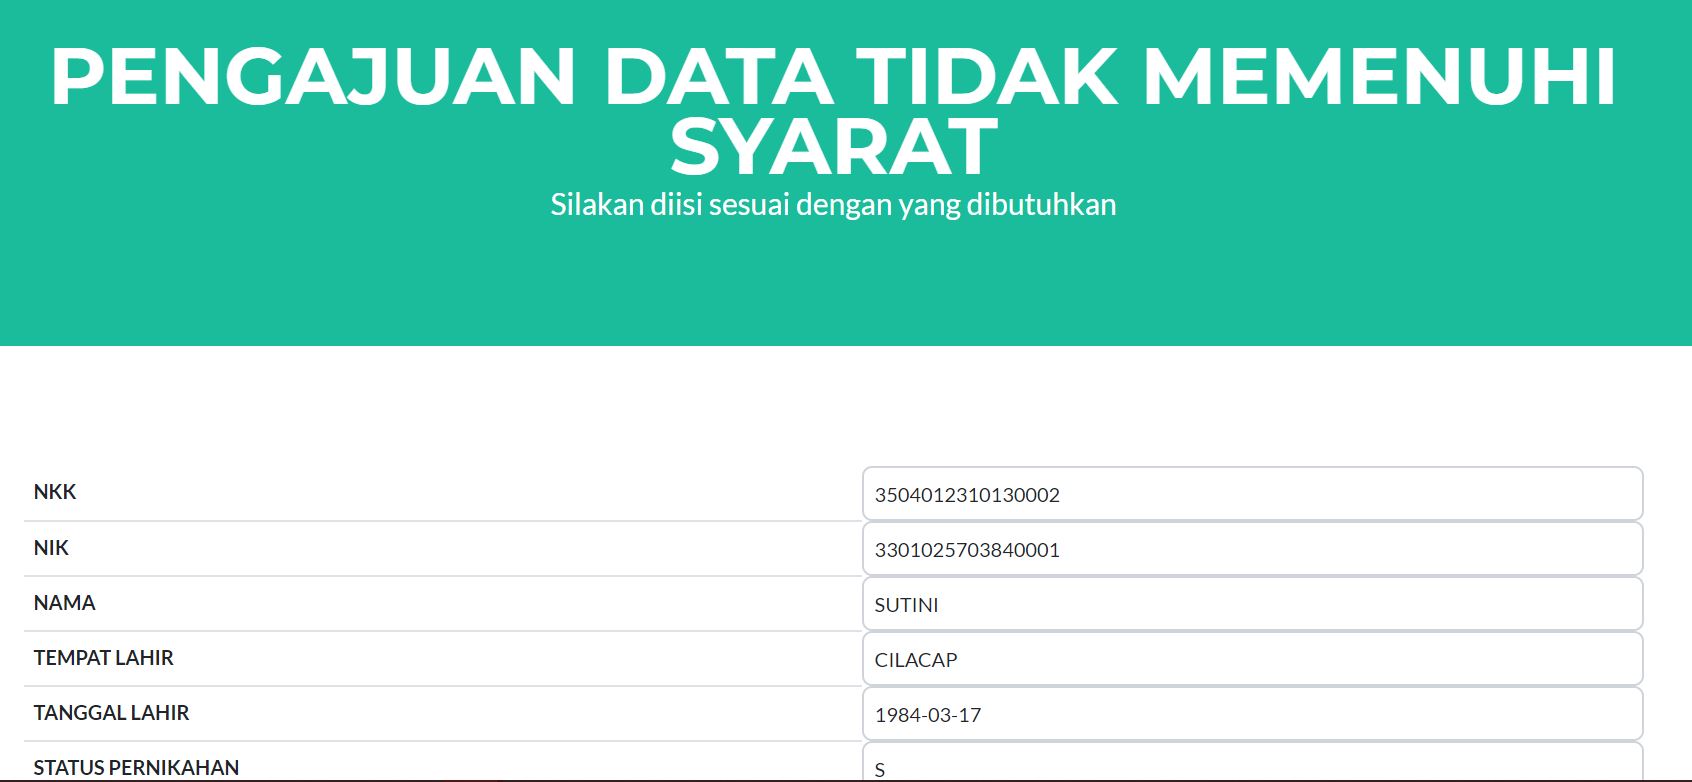 PENGAJUAN DATA TIDAK MEMENUHI
SYARAT
Silakan diisi sesuai dengan yang dibutuhkan
NKK 3504012310130002
NIK 3301025703840001
NAMA SUTINI
TEMPAT LAHIR CILACAP
TANGGAL LAHIR 1984-03-17
STATUS PERNIKAHAN S